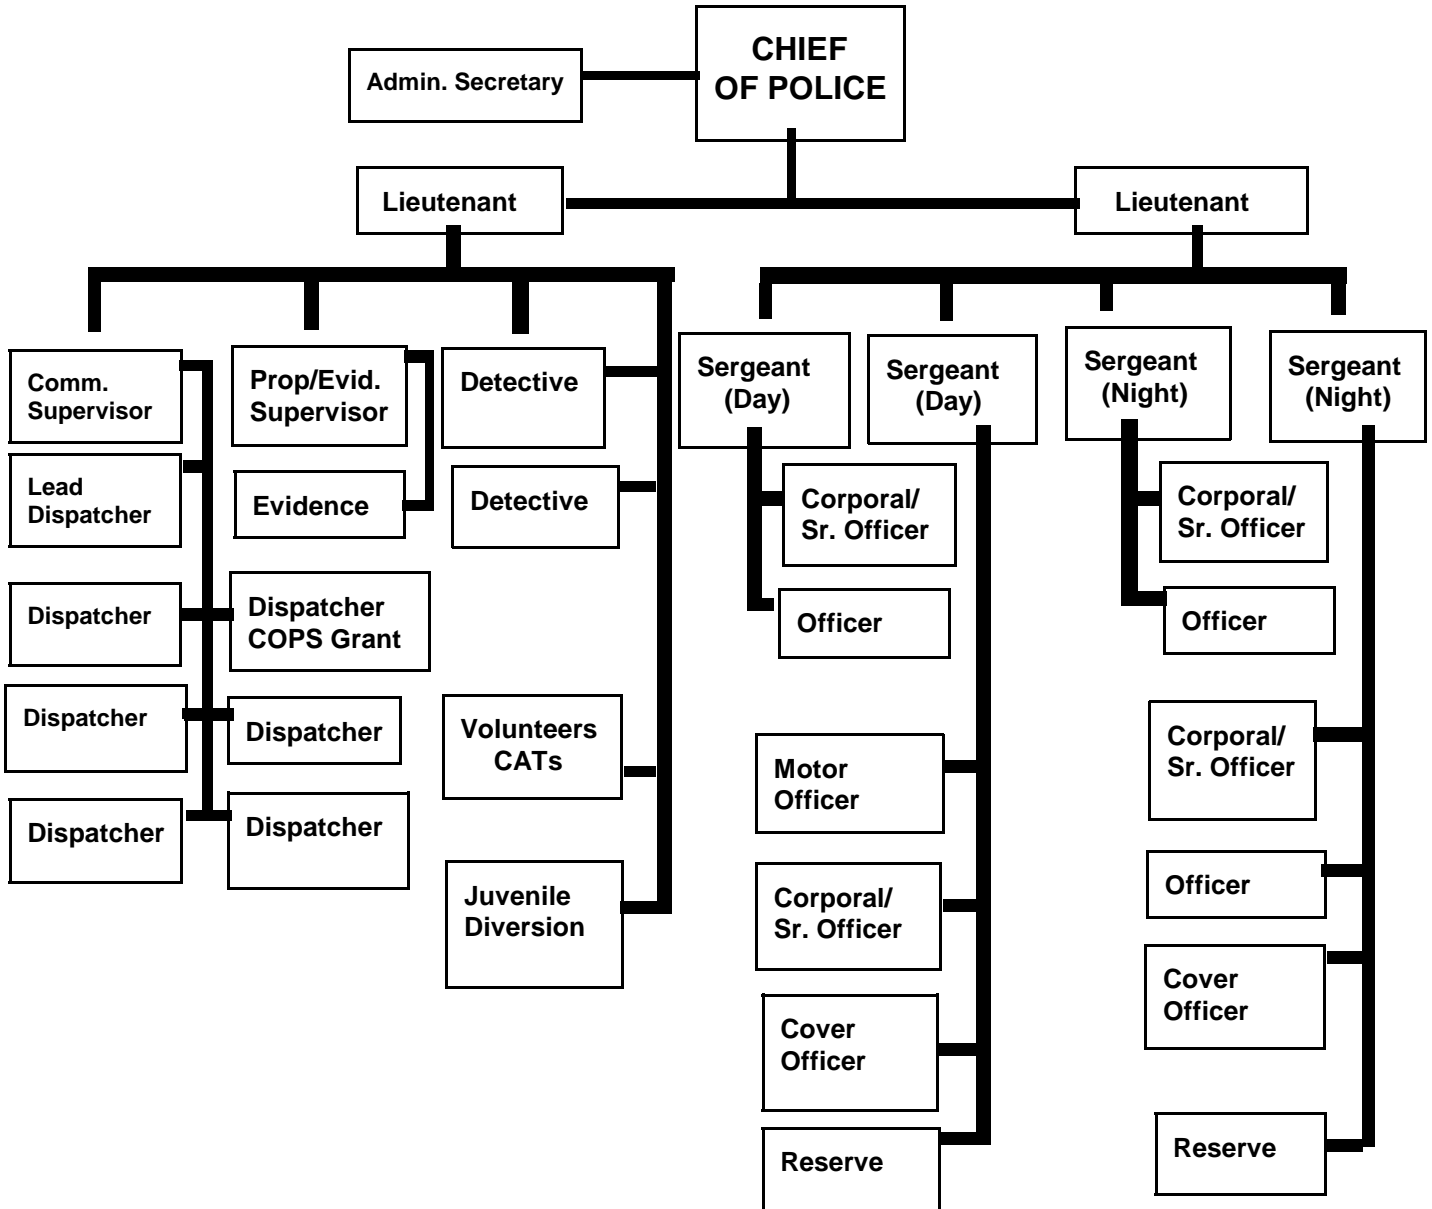 CHIEF
OF POLICE
Admin. Secretary
Lieutenant
Lieutenant
Comm.
Supervisor
Lead
Dispatcher
Dispatcher
Dispatcher
Dispatcher
Prop/Evid.
Supervisor
Evidence
Dispatcher
COPS Grant
Dispatcher
Dispatcher
Detective
Detective
Volunteers
CATs
Juvenile
Diversion
Sergeant
(Day)
Corporal/
Sr. Officer
Officer
Sergeant
(Day)
Motor
Officer
Corporal/
Sr. Officer
Cover
Officer
Reserve
Sergeant
(Night)
Corporal/
Sr. Officer
Officer
Sergeant
(Night)
Corporal/
Sr. Officer
Officer
Cover
Officer
Reserve